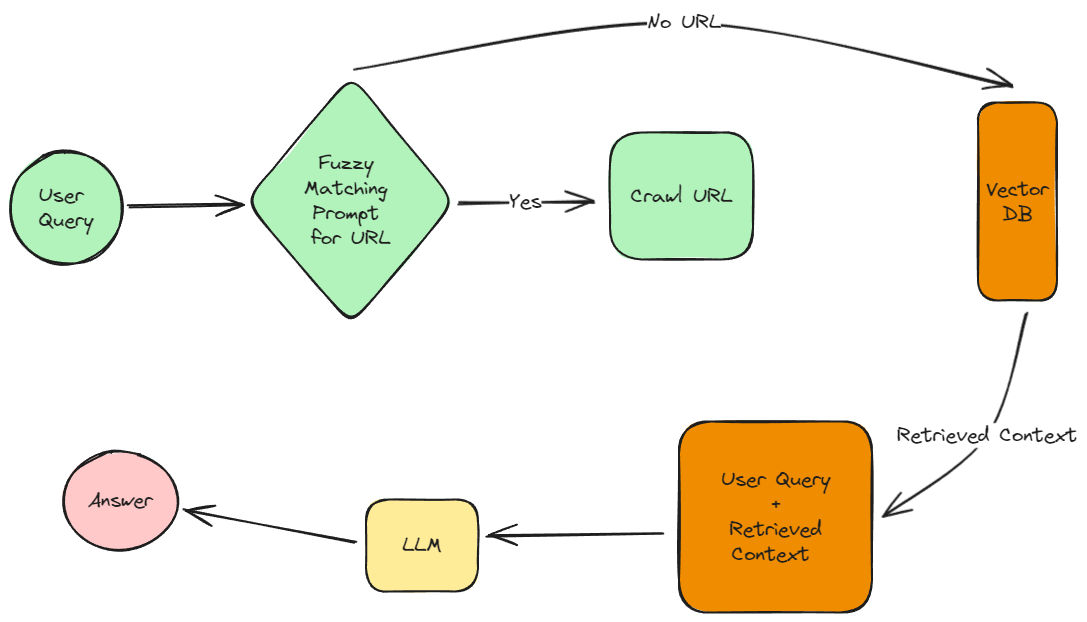 No URL
User
Query
Fuzzy
Matching
Prompt
for URL
Yes
Crawl URL
Vector
DB
Retrieved Context
User Query
+
Retrieved
Context
LLM
Answer